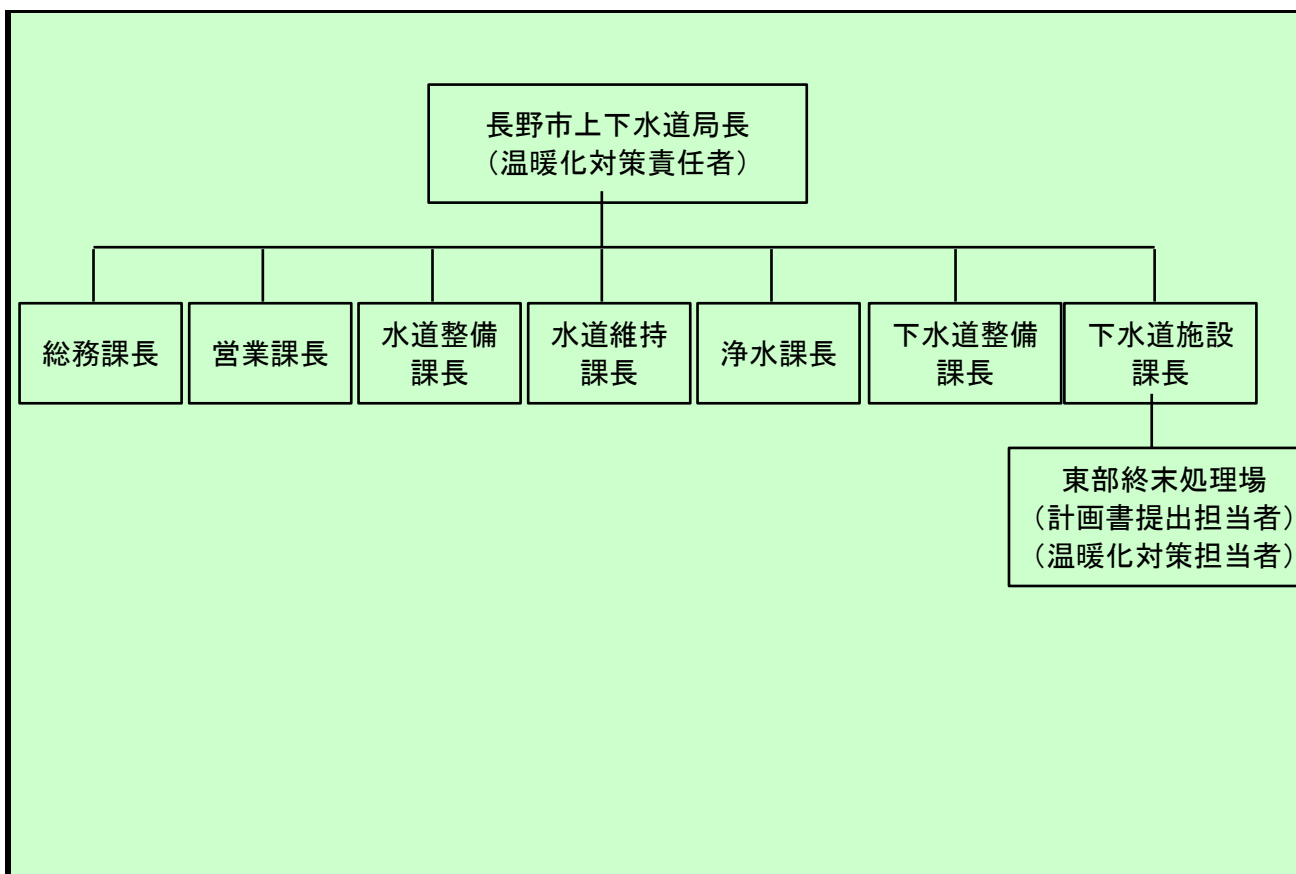 長野市上下水道局長
（温暖化対策責任者）
総務課長
営業課長
水道整備
課長
水道維持
課長
浄水課長
下水道整備
課長
下水道施設
課長
東部終末処理場
（計画書提出担当者）
（温暖化対策担当者）